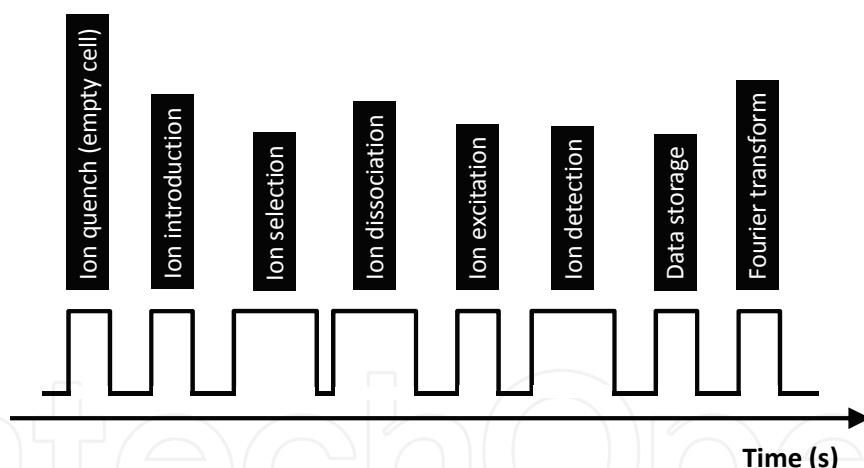 Ion quench (empty cell)
Ion introduction
Ion selection
Ion dissociation
Ion excitation
Ion detection
Data storage
Fourier transform
ntechOpe
Time (s)